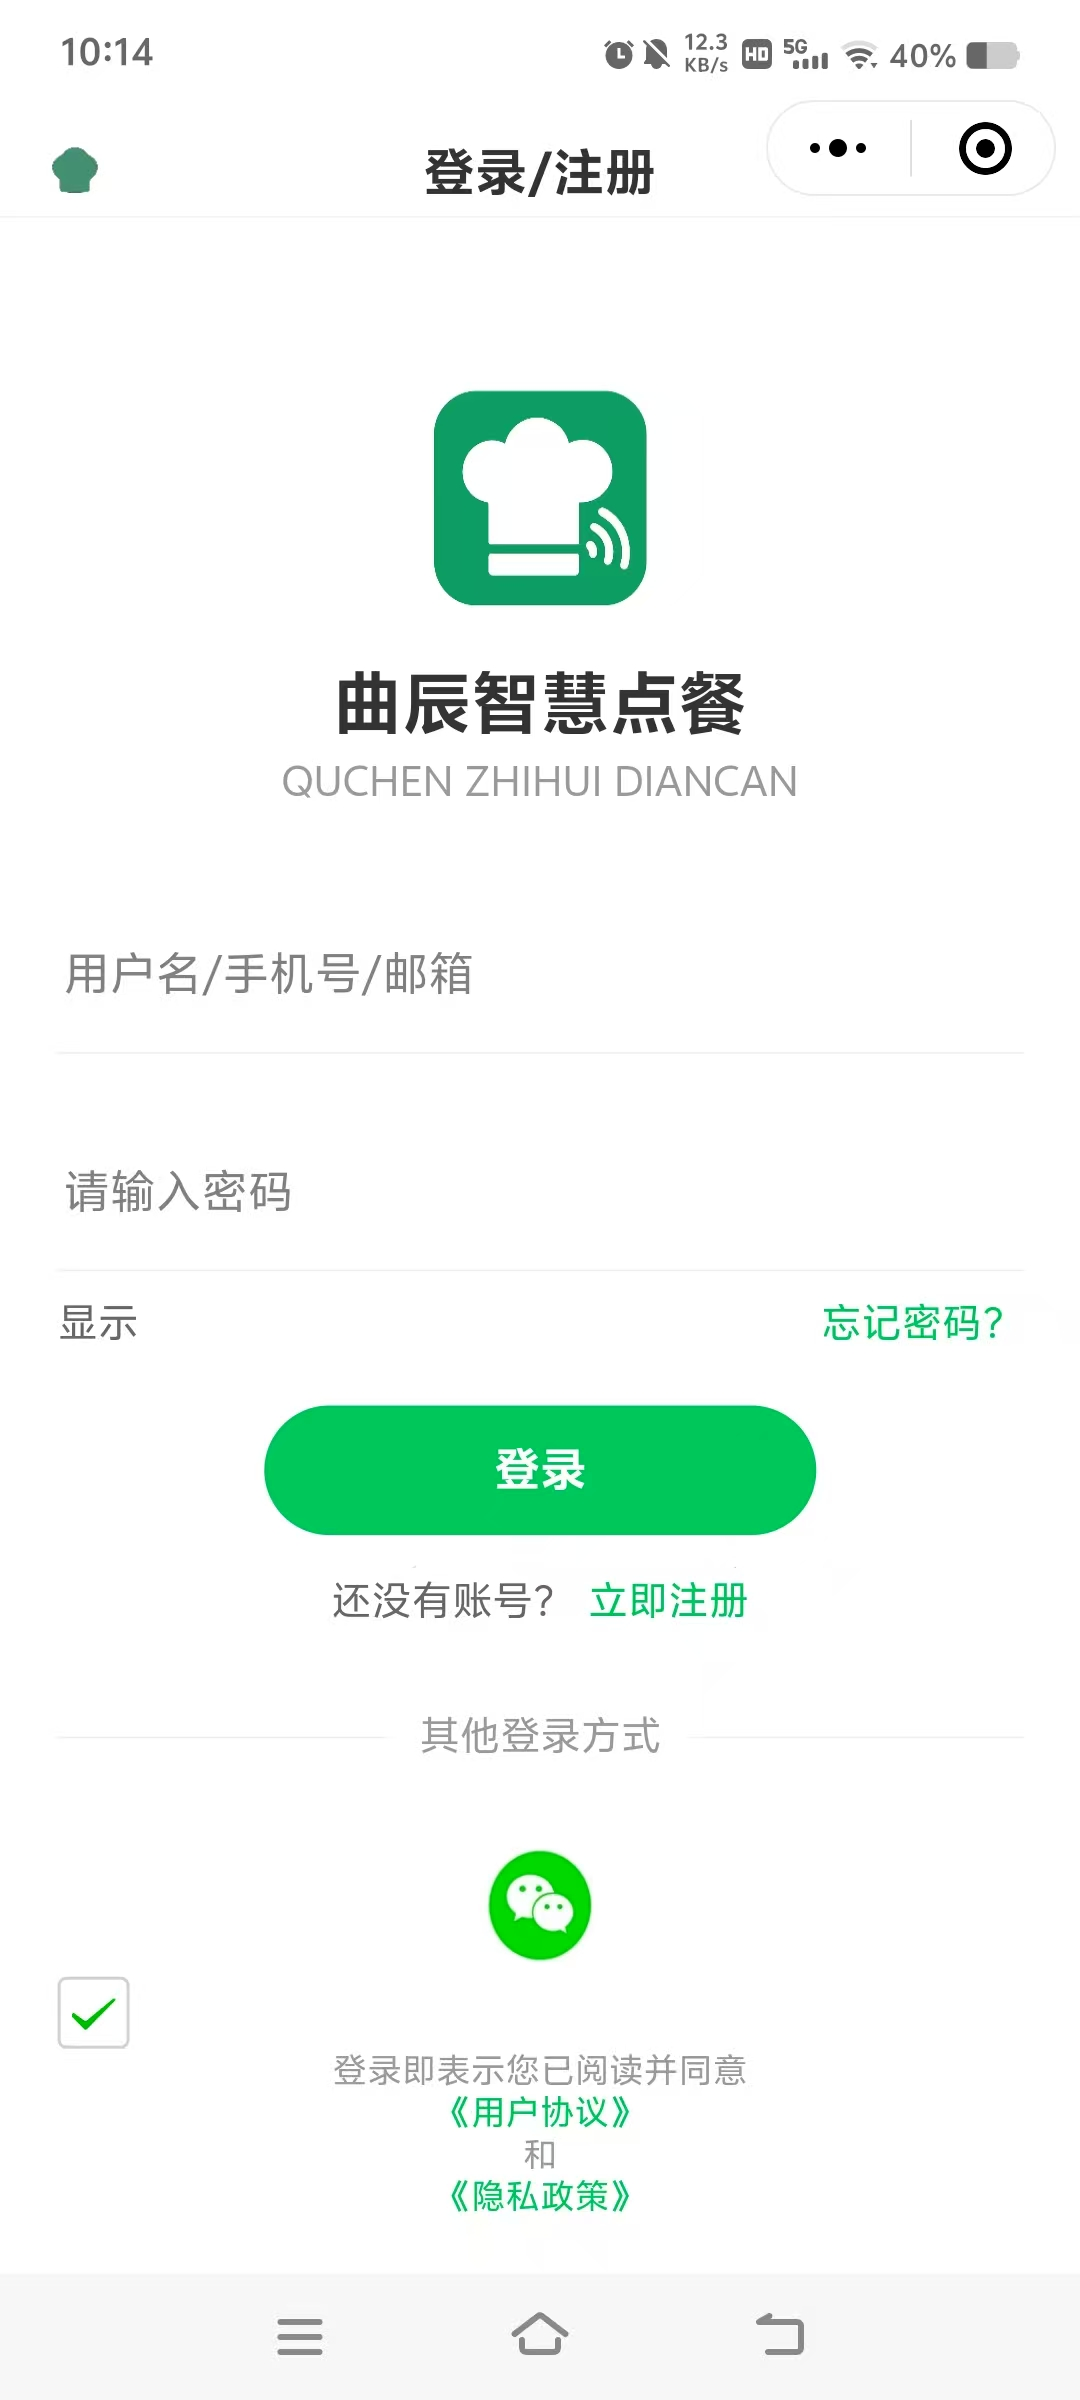 10:14
12.3 KB/s HD 5G 40%
登录/注册
曲辰智慧点餐
QUCHEN ZHIHUI DIANCAN
用户名/手机号/邮箱
请输入密码
显示 忘记密码?
登录
还没有账号? 立即注册
其他登录方式
登录即表示您已阅读并同意
《用户协议》
和
《隐私政策》